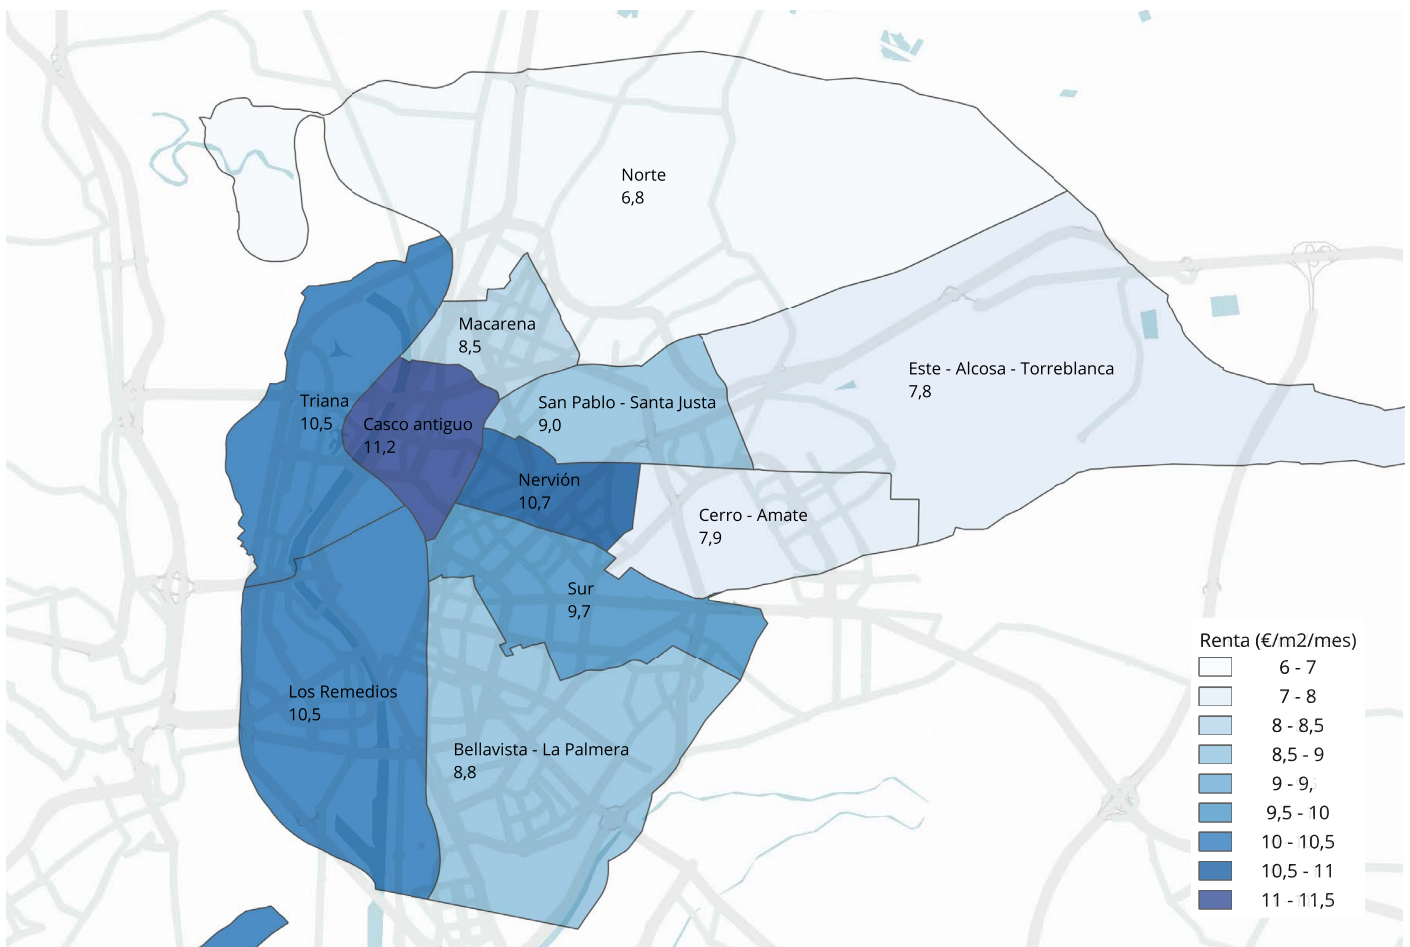 Norte
6,8
Macarena
8,5
Este - Alcosa - Torreblanca
7,8
San Pablo - Santa Justa
9,0
Triana
10,5
Casco antiguo
11,2
Nervión
10,7
Cerro - Amate
7,9
Sur
9,7
Los Remedios
10,5
Bellavista - La Palmera
8,8
Renta (€/m2/mes)
6 - 7
7 - 8
8 - 8,5
8,5 - 9
9 - 9,
9,5 - 10
10 - 10,5
10,5 - 11
11 - 11,5